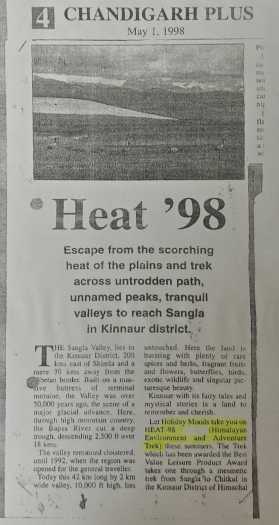 4 CHANDIGARH PLUS
May 1, 1998
Heat '98
Escape from the scorching
heat of the plains and trek
across untrodden path,
unnamed peaks, tranquil
valleys to reach Sangla
in Kinnaur district.
THE Sangla Valley, lies in
the Kinnaur District, 200
kms east of Shimla and a
mere 30 kms away from the
Tibetan border. Built on a mas-
ive buttress of terminal
moraine, the Valley was over
50,000 years ago, the scene of a
major glacial advance. Here,
through high mountain country,
the Bapsa River cut a deep
trough, descending 2,500 ft over
18 kms.
The valley remained cloistered,
until 1992, when the region was
opened for the general traveller.
Today this 42 km long by 2 km
wide valley, 10,000 ft high, lies
untouched. Here the land is
bursting with plenty of rare
spices and herbs, fragrant fruits
and flowers, butterflies, birds,
exotic wildlife and singular pic-
turesque beauty.
Kinnaur with its fairy tales and
mystical stories is a land to
remember and cherish.
Let Holiday Moods take you on
HEAT-98 (Himalayan
Environment and Adventure
Trek) these summers. The Trek
which has been awarded the Best
Value Leisure Product Award
takes one through a mesmeric
trek from Sangla to Chitkul in
the Kinnaur District of Himachal